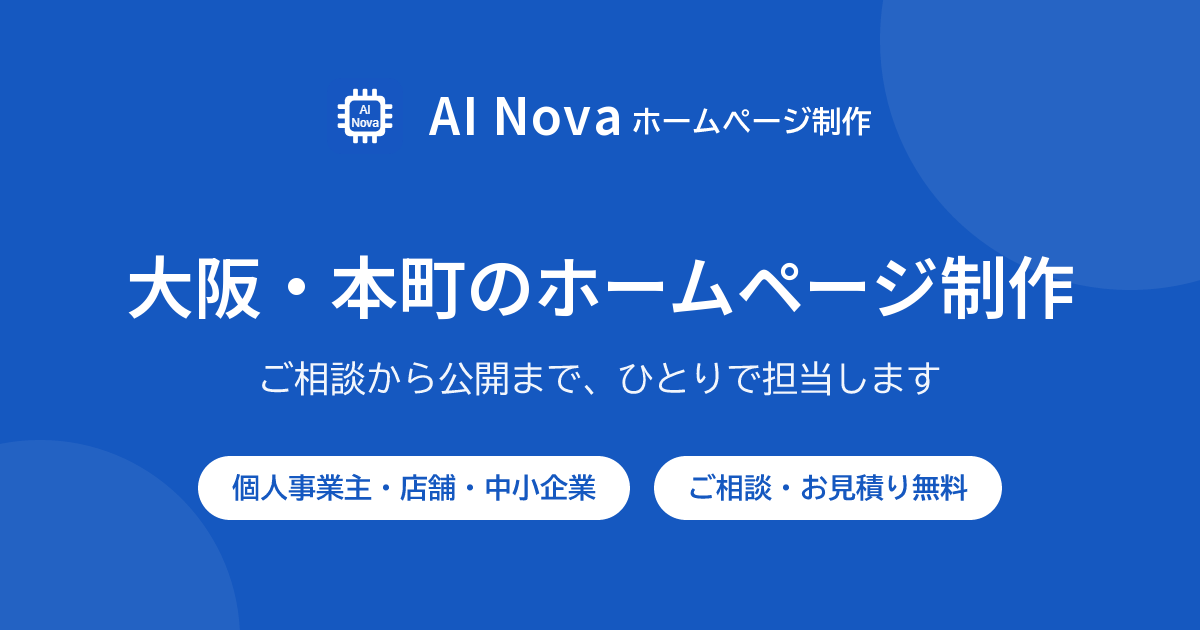 AI
Nova
AI Nova ホームページ制作
大阪・本町のホームページ制作
ご相談から公開まで、ひとりで担当します
個人事業主・店舗・中小企業
ご相談・お見積り無料